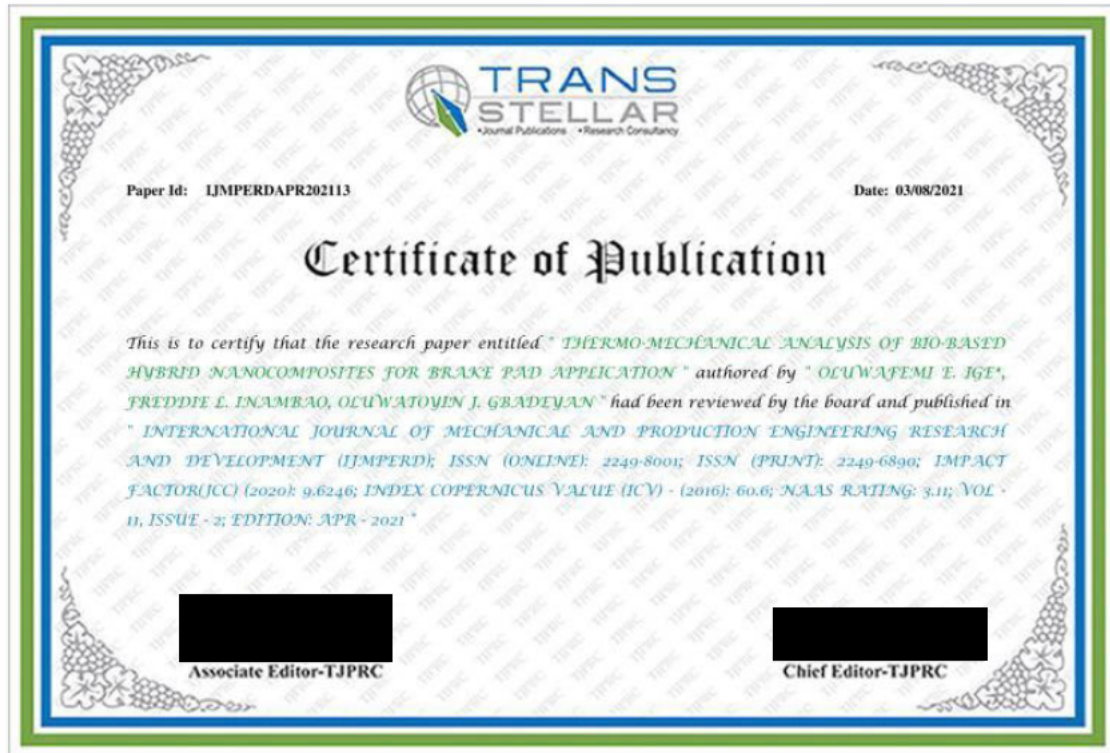 TRANS
STELLAR
•Journal Publications •Research Consultancy
Paper Id: IJMPERDAPR202113 Date: 03/08/2021
Certificate of Publication
This is to certify that the research paper entitled " THERMO-MECHANICAL ANALYSIS OF BIO-BASED
HYBRID NANOCOMPOSITES FOR BRAKE PAD APPLICATION " authored by " OLUWAFEMI E. IGE*,
FREDDIE L. INAMBAO, OLUWATOYIN J. GBADEYAN " had been reviewed by the board and published in
" INTERNATIONAL JOURNAL OF MECHANICAL AND PRODUCTION ENGINEERING RESEARCH
AND DEVELOPMENT (IJMPERD); ISSN (ONLINE): 2249-8001; ISSN (PRINT): 2249-6890; IMPACT
FACTOR(JCC) (2020): 9.6246; INDEX COPERNICUS VALUE (ICV) - (2016): 60.6; NAAS RATING: 3.11; VOL -
11, ISSUE - 2; EDITION: APR - 2021 "
Associate Editor-TJPRC Chief Editor-TJPRC